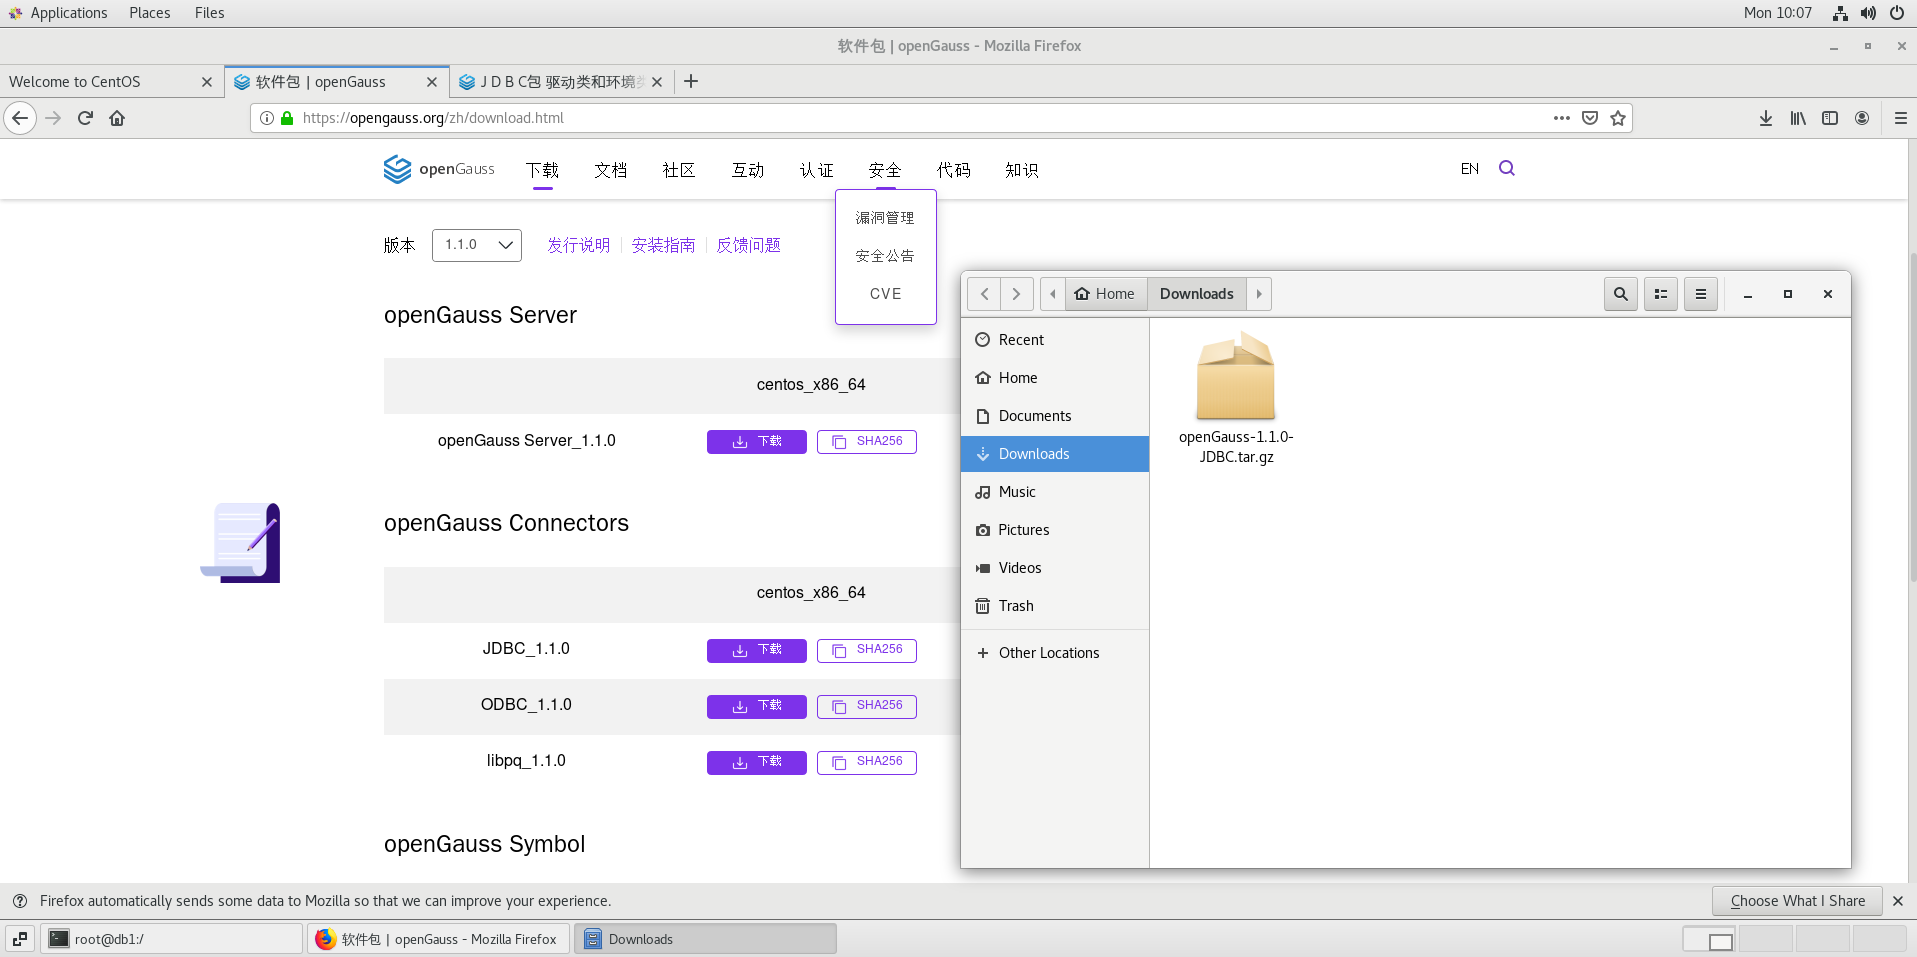 Applications Places Files Mon 10:07
软件包 | openGauss - Mozilla Firefox
Welcome to CentOS 软件包 | openGauss J D B C包 驱动类和环境类
https://opengauss.org/zh/download.html
openGauss 下载 文档 社区 互动 认证 安全 代码 知识 EN
漏洞管理
安全公告
CVE
版本 1.1.0 发行说明 安装指南 反馈问题
openGauss Server
centos_x86_64
openGauss Server_1.1.0 下载 SHA256
openGauss Connectors
centos_x86_64
JDBC_1.1.0 下载 SHA256
ODBC_1.1.0 下载 SHA256
libpq_1.1.0 下载 SHA256
openGauss Symbol
Home Downloads
Recent
Home
Documents
Downloads
Music
Pictures
Videos
Trash
Other Locations
openGauss-1.1.0-
JDBC.tar.gz
Firefox automatically sends some data to Mozilla so that we can improve your experience. Choose What I Share
root@db1:/ 软件包 | openGauss - Mozilla Firefox Downloads